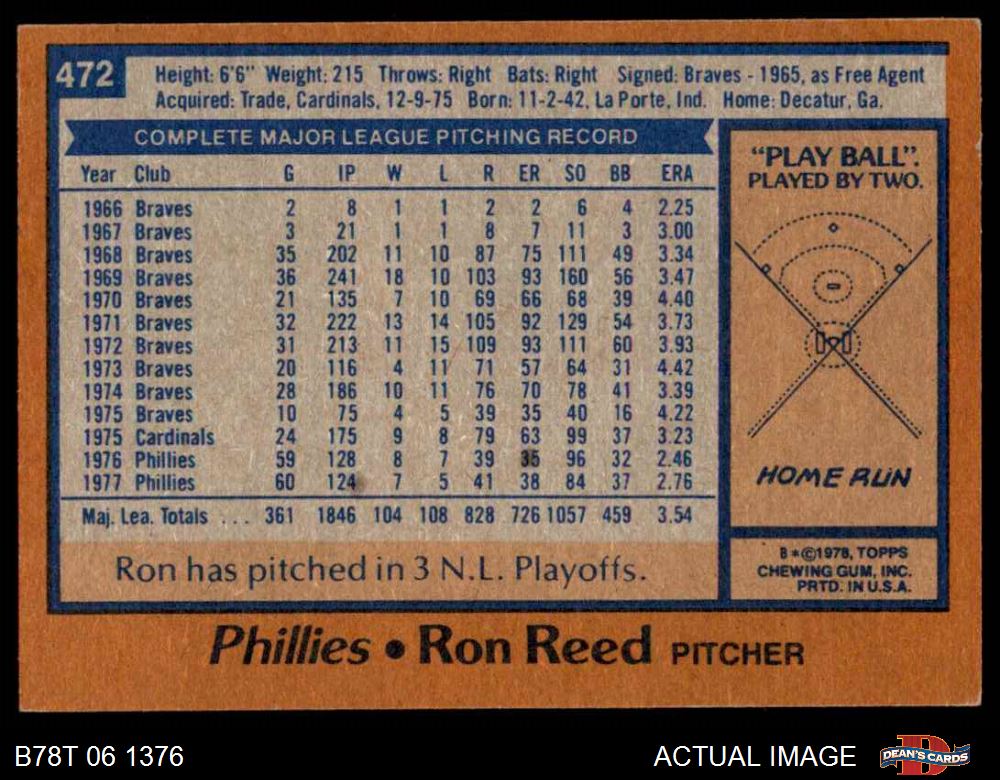 472
Height: 6'6" Weight: 215 Throws: Right Bats: Right Signed: Braves - 1965, as Free Agent
Acquired: Trade, Cardinals, 12-9-75 Born: 11-2-42, La Porte, Ind. Home: Decatur, Ga.
COMPLETE MAJOR LEAGUE PITCHING RECORD
Year Club G IP W L R ER SO BB ERA
1966 Braves 2 8 1 1 2 2 6 4 2.25
1967 Braves 3 21 1 1 8 7 11 3 3.00
1968 Braves 35 202 11 10 87 75 111 49 3.34
1969 Braves 36 241 18 10 103 93 160 56 3.47
1970 Braves 21 135 7 10 69 66 68 39 4.40
1971 Braves 32 222 13 14 105 92 129 54 3.73
1972 Braves 31 213 11 15 109 93 111 60 3.93
1973 Braves 20 116 4 11 71 57 64 31 4.42
1974 Braves 28 186 10 11 76 70 78 41 3.39
1975 Braves 10 75 4 5 39 35 40 16 4.22
1975 Cardinals 24 175 9 8 79 63 99 37 3.23
1976 Phillies 59 128 8 7 39 35 96 32 2.46
1977 Phillies 60 124 7 5 41 38 84 37 2.76
Maj. Lea. Totals ... 361 1846 104 108 828 726 1057 459 3.54
Ron has pitched in 3 N.L. Playoffs.
"PLAY BALL".
PLAYED BY TWO.
HOME RUN
B*©1978, TOPPS
CHEWING GUM, INC.
PRTD. IN U.S.A.
Phillies • Ron Reed PITCHER
B78T 06 1376
ACTUAL IMAGE
DEAN'S CARDS